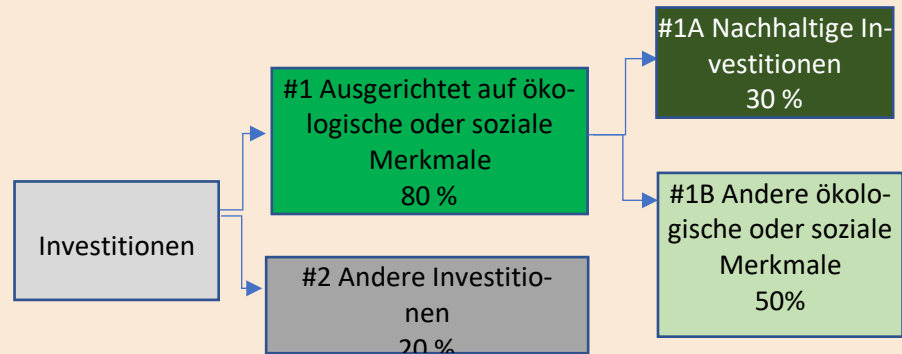 Investitionen
#1 Ausgerichtet auf öko-
logische oder soziale
Merkmale
80 %
#2 Andere Investitio-
nen
20 %
#1A Nachhaltige In-
vestitionen
30 %
#1B Andere ökolo-
gische oder soziale
Merkmale
50%